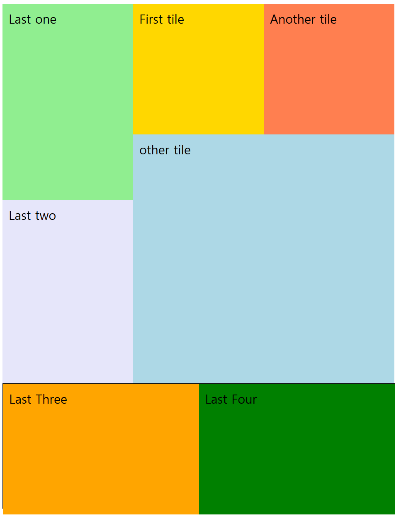 Last one
First tile
Another tile
other tile
Last two
Last Three
Last Four